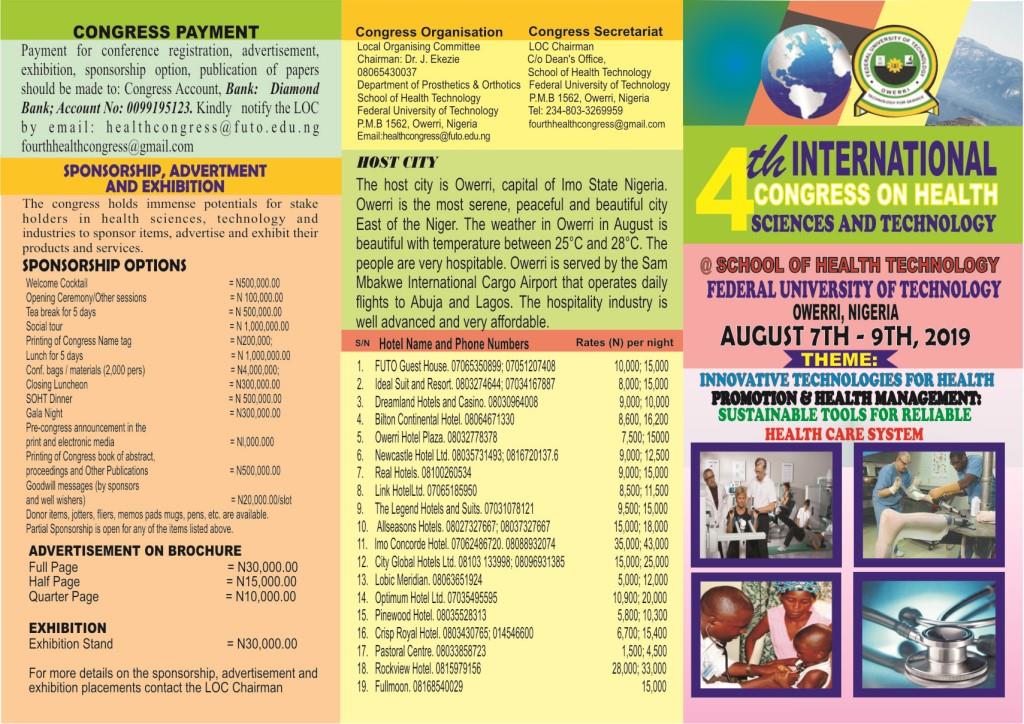 CONGRESS PAYMENT
Payment for conference registration, advertisement,
exhibition, sponsorship option, publication of papers
should be made to: Congress Account, Bank: Diamond
Bank; Account No: 0099195123. Kindly notify the LOC
by email: healthcongress@futo.edu.ng
fourthhealthcongress@gmail.com
SPONSORSHIP, ADVERTMENT
AND EXHIBITION
The congress holds immense potentials for stake
holders in health sciences, technology and
industries to sponsor items, advertise and exhibit their
products and services.
SPONSORSHIP OPTIONS
Welcome Cocktail = N500,000.00
Opening Ceremony/Other sessions = N 100,000.00
Tea break for 5 days = N 500,000.00
Social tour = N 1,000,000.00
Printing of Congress Name tag = N200,000;
Lunch for 5 days = N 1,000,000.00
Conf. bags / materials (2,000 pers) = N4,000,000;
Closing Luncheon = N300,000.00
SOHT Dinner = N 500,000.00
Gala Night = N300,000.00
Pre-congress announcement in the
print and electronic media = NI,000.000
Printing of Congress book of abstract,
proceedings and Other Publications = N500,000.00
Goodwill messages (by sponsors
and well wishers) = N20,000.00/slot
Donor items, jotters, fliers, memos pads mugs, pens, etc. are available.
Partial Sponsorship is open for any of the items listed above.
ADVERTISEMENT ON BROCHURE
Full Page = N30,000.00
Half Page = N15,000.00
Quarter Page = N10,000.00
EXHIBITION
Exhibition Stand = N30,000.00
For more details on the sponsorship, advertisement and
exhibition placements contact the LOC Chairman
Congress Organisation
Local Organising Committee
Chairman: Dr. J. Ekezie
08065430037
Department of Prosthetics & Orthotics
School of Health Technology
Federal University of Technology
P.M.B 1562, Owerri, Nigeria
Email:healthcongress@futo.edu.ng
Congress Secretariat
LOC Chairman
C/o Dean's Office,
School of Health Technology
Federal University of Technology
P.M.B 1562, Owerri, Nigeria
Tel: 234-803-3269959
fourthhealthcongress@gmail.com
HOST CITY
The host city is Owerri, capital of Imo State Nigeria.
Owerri is the most serene, peaceful and beautiful city
East of the Niger. The weather in Owerri in August is
beautiful with temperature between 25°C and 28°C. The
people are very hospitable. Owerri is served by the Sam
Mbakwe International Cargo Airport that operates daily
flights to Abuja and Lagos. The hospitality industry is
well advanced and very affordable.
S/N Hotel Name and Phone Numbers Rates (N) per night
1. FUTO Guest House. 07065350899; 07051207408 10,000; 15,000
2. Ideal Suit and Resort. 0803274644; 07034167887 8,000; 15,000
3. Dreamland Hotels and Casino. 08030964008 9,000; 10,000
4. Bilton Continental Hotel. 08064671330 8,600, 16,200
5. Owerri Hotel Plaza. 08032778378 7,500; 15000
6. Newcastle Hotel Ltd. 08035731493; 0816720137.6 9,000; 12,500
7. Real Hotels. 08100260534 9,000; 15,000
8. Link HotelLtd. 07065185950 8,500; 11,500
9. The Legend Hotels and Suits. 07031078121 9,500; 15,000
10. Allseasons Hotels. 08027327667; 08037327667 15,000; 18,000
11. Imo Concorde Hotel. 07062486720. 08088932074 35,000; 43,000
12. City Global Hotels Ltd. 08103 133998; 08096931385 15,000; 25,000
13. Lobic Meridian. 08063651924 5,000; 12,000
14. Optimum Hotel Ltd. 07035495595 10,900; 20,000
15. Pinewood Hotel. 08035528313 5,800; 10,300
16. Crisp Royal Hotel. 0803430765; 014546600 6,700; 15,400
17. Pastoral Centre. 08033858723 1,500; 4,500
18. Rockview Hotel. 0815979156 28,000; 33,000
19. Fullmoon. 08168540029 15,000
FEDERAL UNIVERSITY OF TECHNOLOGY
OWERRI
TECHNOLOGY FOR SERVICE
4th INTERNATIONAL
CONGRESS ON HEALTH
SCIENCES AND TECHNOLOGY
@ SCHOOL OF HEALTH TECHNOLOGY
FEDERAL UNIVERSITY OF TECHNOLOGY
OWERRI, NIGERIA
AUGUST 7TH - 9TH, 2019
THEME:
INNOVATIVE TECHNOLOGIES FOR HEALTH
PROMOTION & HEALTH MANAGEMENT:
SUSTAINABLE TOOLS FOR RELIABLE
HEALTH CARE SYSTEM